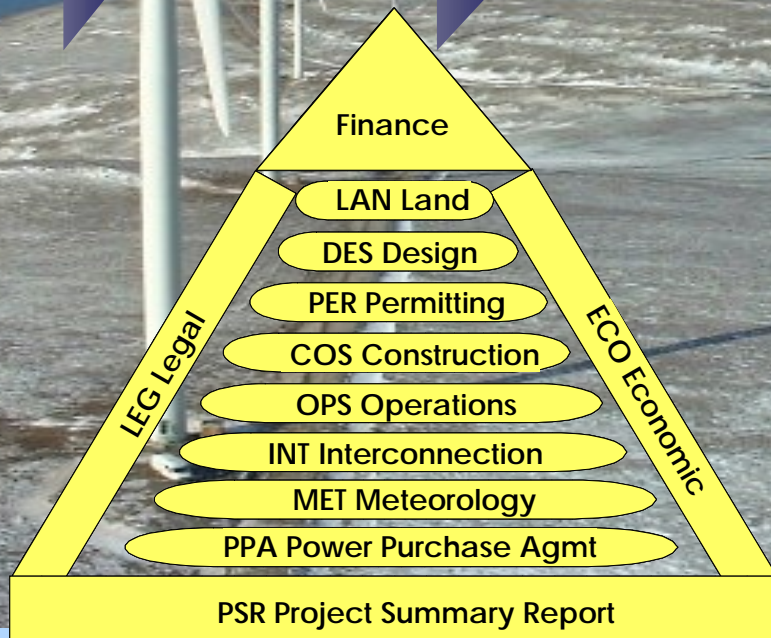 Finance
LAN Land
DES Design
PER Permitting
COS Construction
OPS Operations
INT Interconnection
MET Meteorology
PPA Power Purchase Agmt
LEG Legal
ECO Economic
PSR Project Summary Report